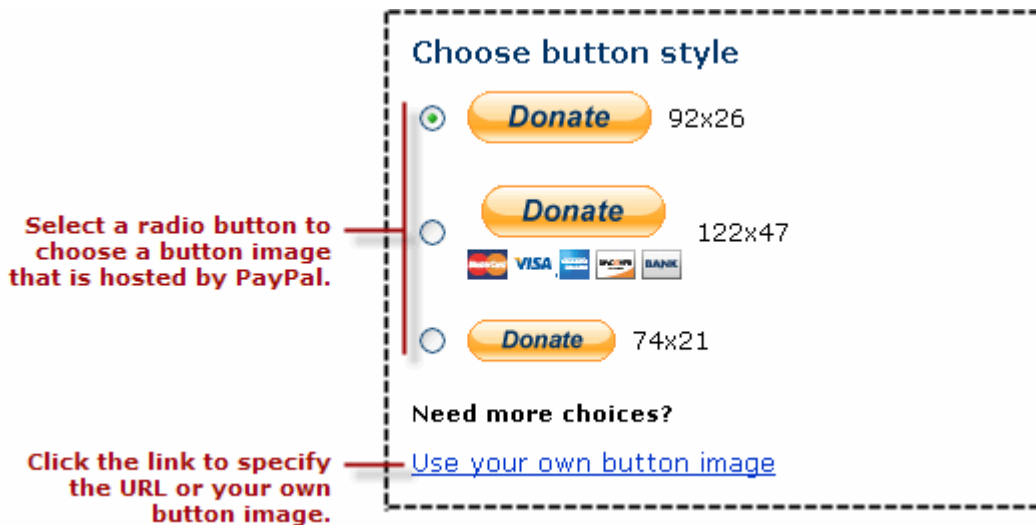 Choose button style
Donate 92x26
Select a radio button to
choose a button image
that is hosted by PayPal.
Donate 122x47
MasterCard VISA BANK
Donate 74x21
Need more choices?
Click the link to specify
the URL or your own
button image.
Use your own button image